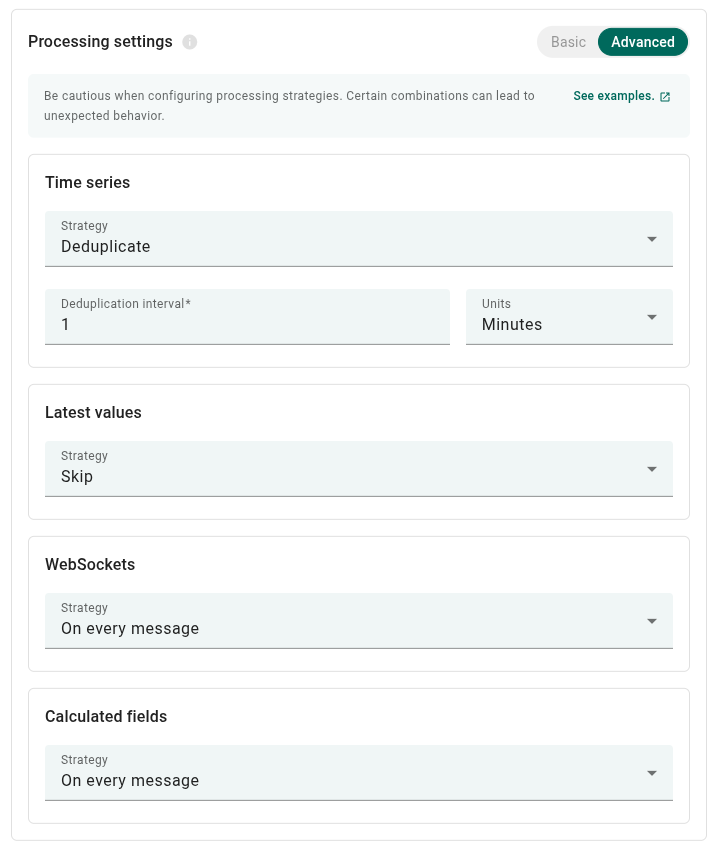 Processing settings
Basic
Advanced
Be cautious when configuring processing strategies. Certain combinations can lead to
unexpected behavior.
See examples.
Time series
Strategy
Deduplicate
Deduplication interval*
1
Units
Minutes
Latest values
Strategy
Skip
WebSockets
Strategy
On every message
Calculated fields
Strategy
On every message